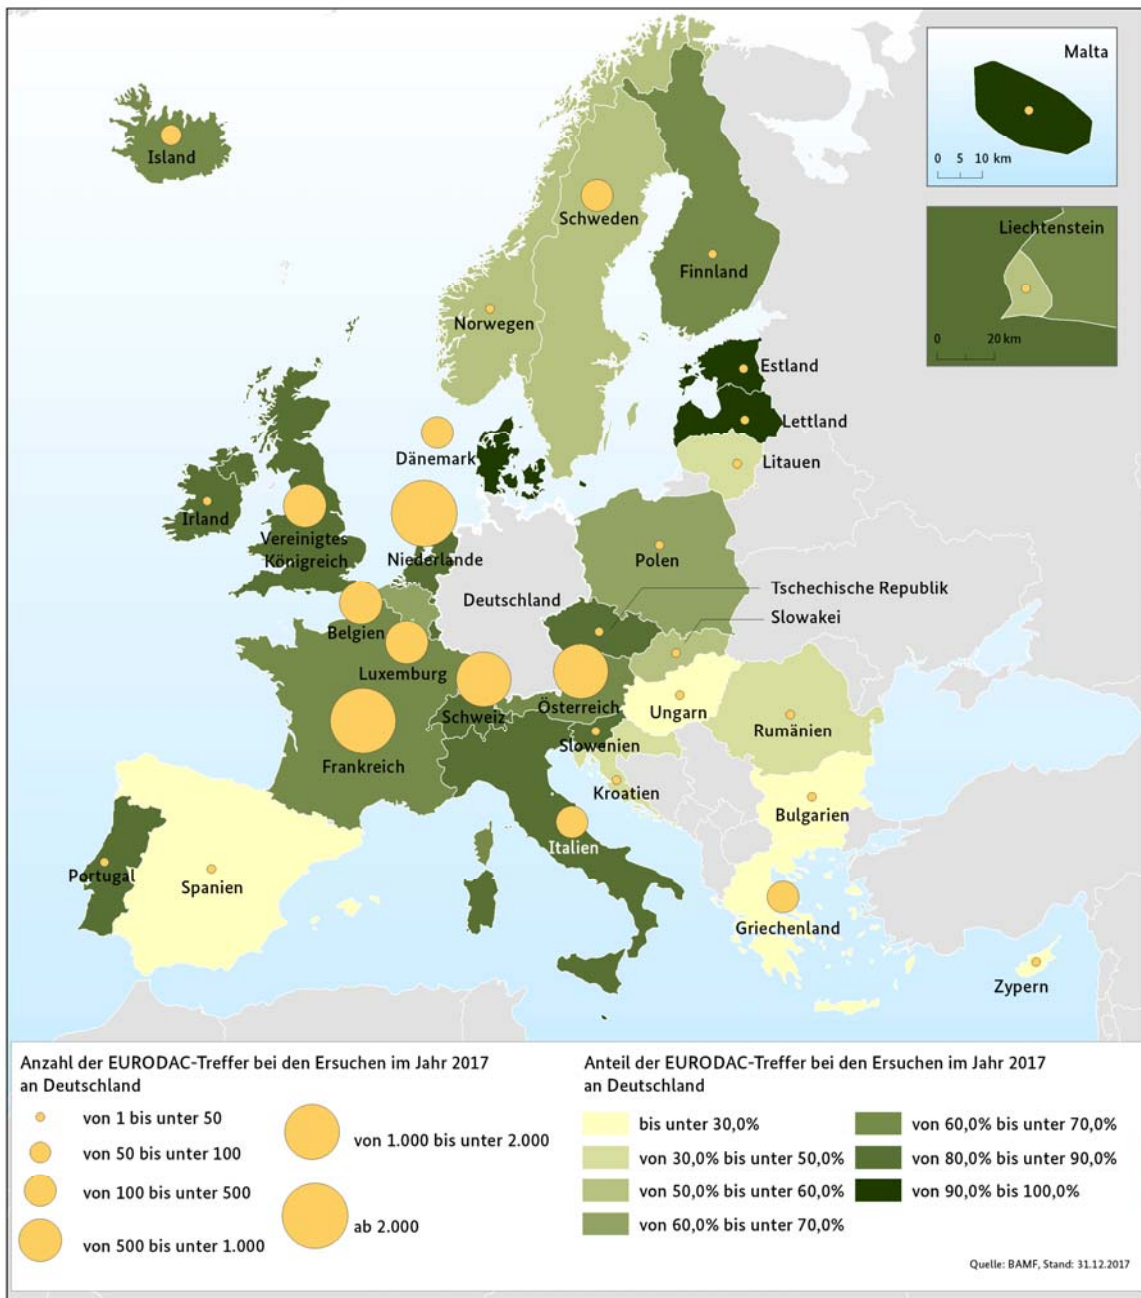 Malta
0 5 10 km
Island
Schweden
Liechtenstein
Finnland
Norwegen
0 20 km
Estland
Lettland
Dänemark
Litauen
Irland
Vereinigtes
Königreich
Niederlande
Polen
Tschechische Republik
Deutschland
Slowakei
Belgien
Luxemburg
Schweiz
Österreich
Ungarn
Rumänien
Slowenien
Frankreich
Kroatien
Bulgarien
Italien
Portugal
Spanien
Griechenland
Zypern
Anzahl der EURODAC-Treffer bei den Ersuchen im Jahr 2017
an Deutschland
von 1 bis unter 50
von 50 bis unter 100
von 100 bis unter 500
von 500 bis unter 1.000
von 1.000 bis unter 2.000
ab 2.000
Anteil der EURODAC-Treffer bei den Ersuchen im Jahr 2017
an Deutschland
bis unter 30,0%
von 30,0% bis unter 50,0%
von 50,0% bis unter 60,0%
von 60,0% bis unter 70,0%
von 60,0% bis unter 70,0%
von 80,0% bis unter 90,0%
von 90,0% bis 100,0%
Quelle: BAMF, Stand: 31.12.2017